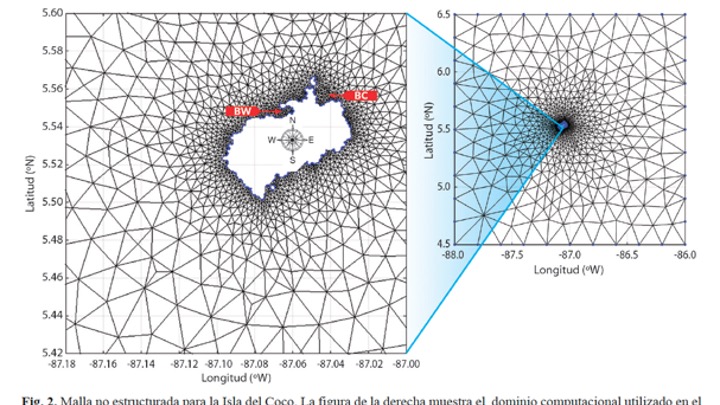 5.60
5.58
5.56
5.54
5.52
5.50
5.48
5.46
5.44
5.42
Latitud (ºN)
BW
BC
N
W
E
S
-87.18 -87.16 -87.14 -87.12 -87.10 -87.08 -87.06 -87.04 -87.02 -87.00
Longitud (ºW)
6.5
6.0
5.5
5.0
4.5
Latitud (ºN)
-88.0 -87.5 -87.0 -86.5 -86.0
Longitud (ºW)
Fig. 2. Malla no estructurada para la Isla del Coco. La figura de la derecha muestra el dominio computacional utilizado en el